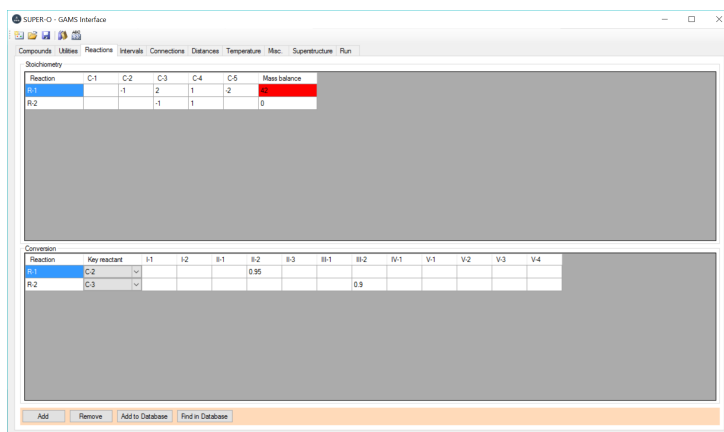 SUPER-O - GAMS Interface
Compounds Utilities Reactions Intervals Connections Distances Temperature Misc. Superstructure Run
Stoichiometry
Reaction C-1 C-2 C-3 C-4 C-5 Mass balance
R-1 -1 2 1 -2 42
R-2 -1 1 0
Conversion
Reaction Key reactant I-1 I-2 II-1 II-2 II-3 III-1 III-2 IV-1 V-1 V-2 V-3 V-4
R-1 C-2 0.95
R-2 C-3 0.9
Add Remove Add to Database Find in Database